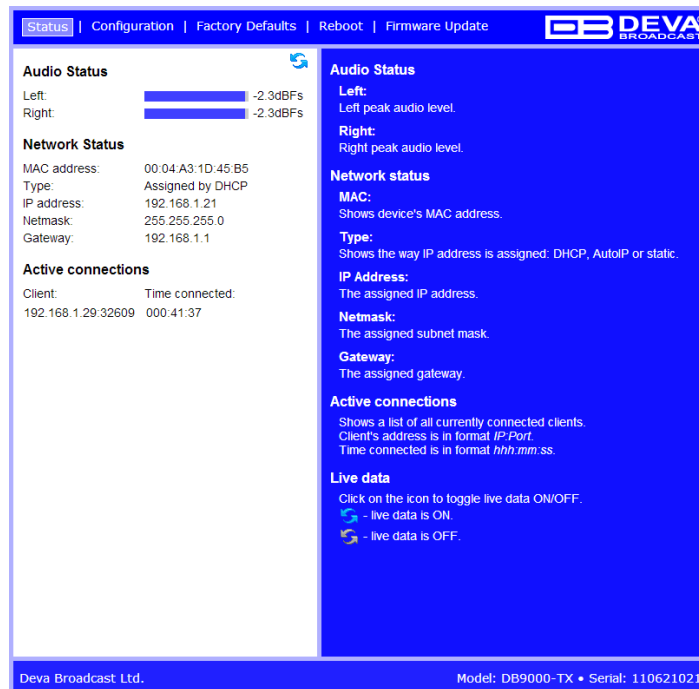 Status | Configuration | Factory Defaults | Reboot | Firmware Update
DB DEVA
BROADCAST
Audio Status
Left: -2.3dBFs
Right: -2.3dBFs
Network Status
MAC address: 00:04:A3:1D:45:B5
Type: Assigned by DHCP
IP address: 192.168.1.21
Netmask: 255.255.255.0
Gateway: 192.168.1.1
Active connections
Client: Time connected:
192.168.1.29:32609 000:41:37
Audio Status
Left:
Left peak audio level.
Right:
Right peak audio level.
Network status
MAC:
Shows device's MAC address.
Type:
Shows the way IP address is assigned: DHCP, AutoIP or static.
IP Address:
The assigned IP address.
Netmask:
The assigned subnet mask.
Gateway:
The assigned gateway.
Active connections
Shows a list of all currently connected clients.
Client's address is in format IP:Port.
Time connected is in format hhh:mm:ss.
Live data
Click on the icon to toggle live data ON/OFF.
- live data is ON.
- live data is OFF.
Deva Broadcast Ltd.
Model: DB9000-TX • Serial: 110621021